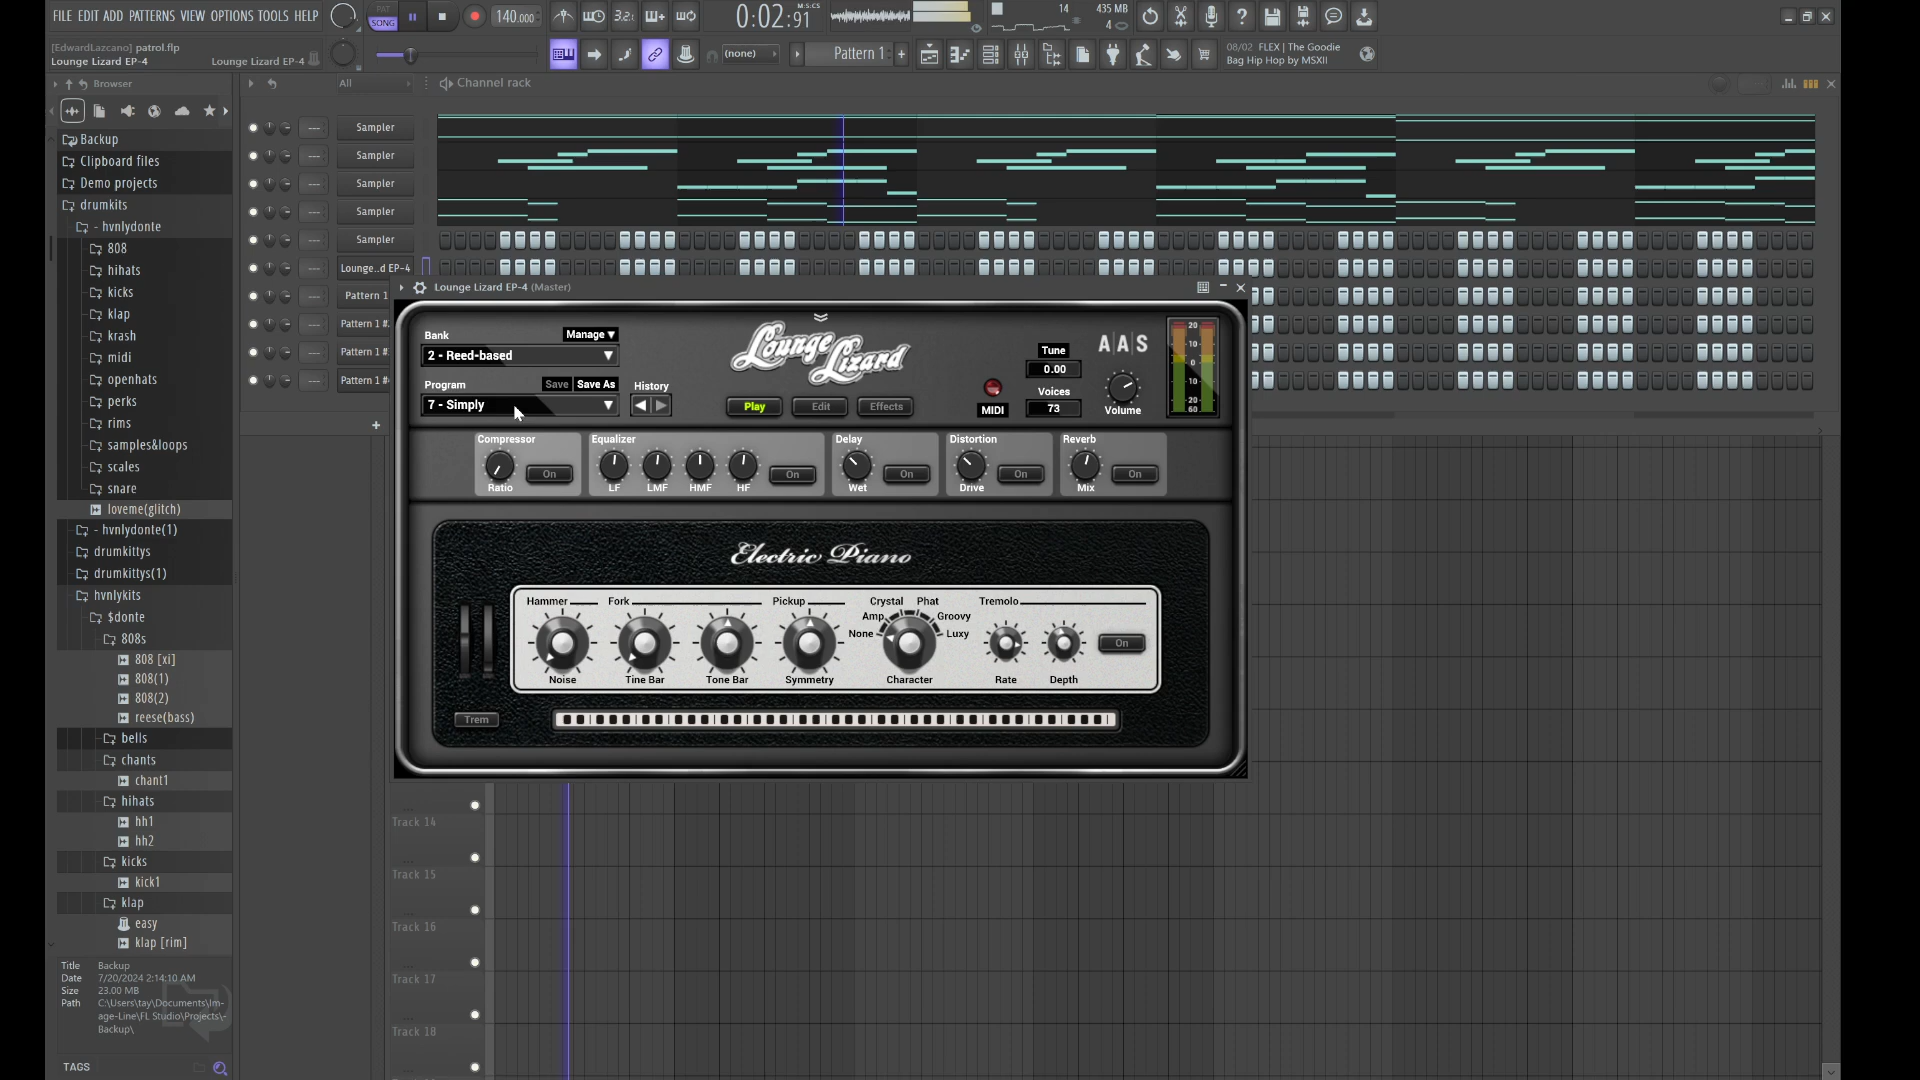 FILE EDIT ADD PATTERNS VIEW OPTIONS TOOLS HELP
PAT
SONG
140.000
3.2.
0:02:91
M:S:CS
14
435 MB
4
[EdwardLazcano] patrol.flp
Lounge Lizard EP-4
Lounge Lizard EP-4
(none)
Pattern 1
08/02 FLEX | The Goodie
Bag Hip Hop by MSXII
Browser
All
Channel rack
Backup
Clipboard files
Demo projects
drumkits
- hvnlydonte
808
hihats
kicks
klap
krash
midi
openhats
perks
rims
samples&loops
scales
snare
loveme(glitch)
- hvnlydonte(1)
drumkittys
drumkittys(1)
hvnlykits
$donte
808s
808 [xi]
808(1)
808(2)
reese(bass)
bells
chants
chant1
hihats
hh1
hh2
kicks
kick1
klap
easy
klap [rim]
Title Backup
Date 7/20/2024 2:14:10 AM
Size 23.00 MB
Path C:\Users\tay\Documents\Im-
age-Line\FL Studio\Projects\-
Backup\
TAGS
Sampler
Sampler
Sampler
Sampler
Sampler
Lounge..d EP-4
Pattern 1
Pattern 1 #
Pattern 1 #
Pattern 1 #
Lounge Lizard EP-4 (Master)
Bank
Manage
2 - Reed-based
Program
Save
Save As
7 - Simply
History
Lounge Lizard
Play
Edit
Effects
MIDI
Tune
0.00
Voices
73
A|A|S
Volume
20
10
0
10
20
60
Compressor
Ratio
On
Equalizer
LF
LMF
HMF
HF
On
Delay
Wet
On
Distortion
Drive
On
Reverb
Mix
On
Electric Piano
Hammer
Noise
Fork
Tine Bar
Tone Bar
Pickup
Symmetry
Crystal
Phat
Amp
Groovy
None
Luxy
Character
Tremolo
Rate
Depth
On
Trem
Track 14
Track 15
Track 16
Track 17
Track 18